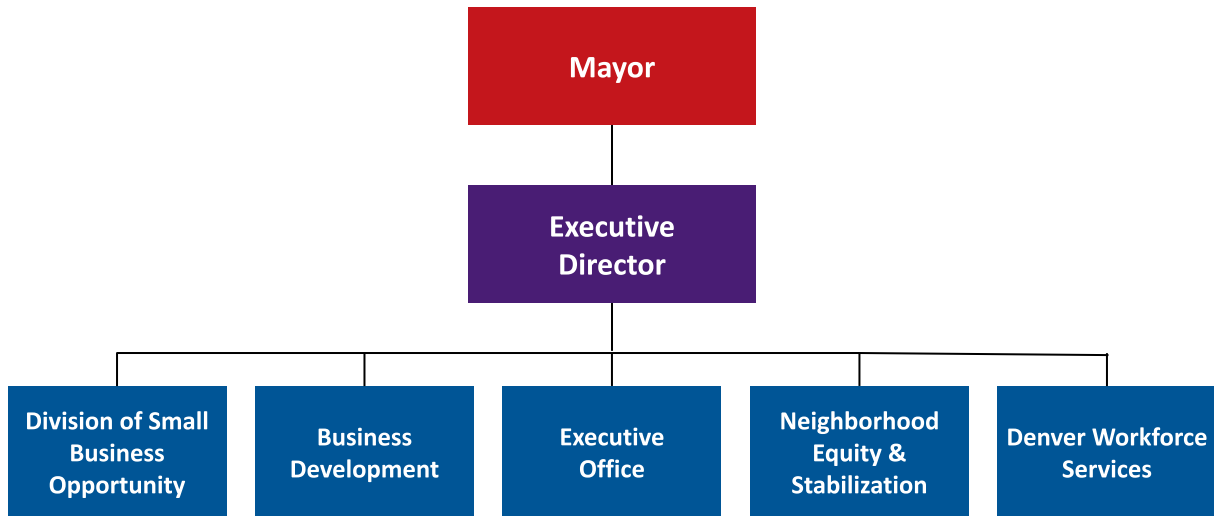 Mayor
Executive
Director
Division of Small
Business
Opportunity
Business
Development
Executive
Office
Neighborhood
Equity &
Stabilization
Denver Workforce
Services